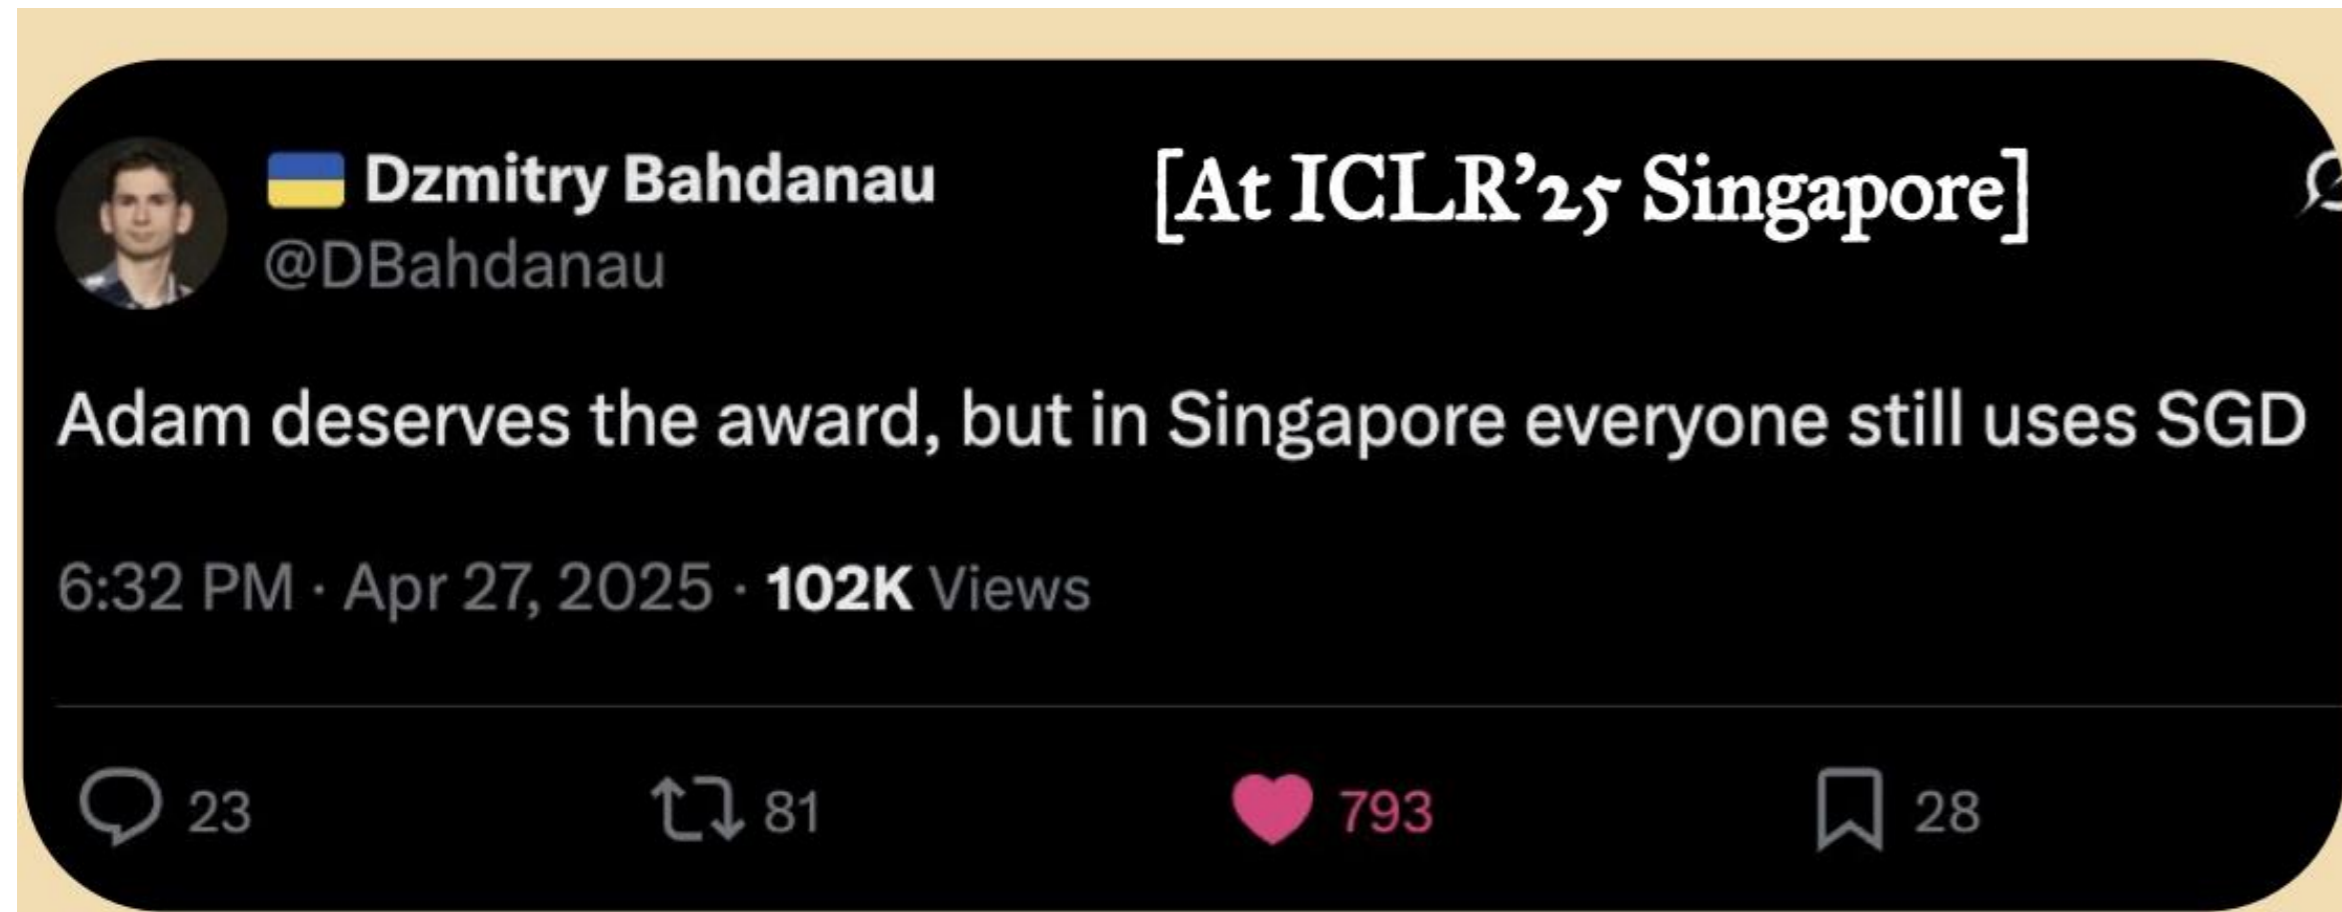 🇺🇦 Dzmitry Bahdanau
[At ICLR'25 Singapore]
@DBahdanau
Adam deserves the award, but in Singapore everyone still uses SGD
6:32 PM · Apr 27, 2025 · 102K Views
23 81 793 28